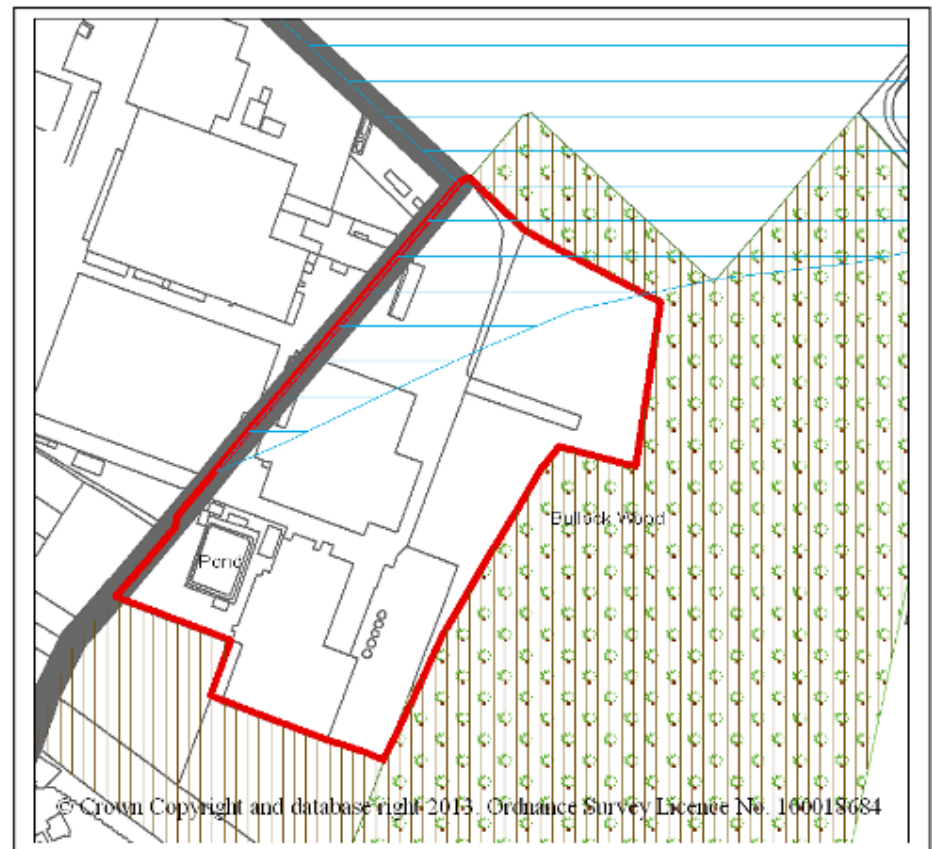 Bullock Wood
Pond
© Crown Copyright and database right 2013. Ordnance Survey Licence No. 100018684